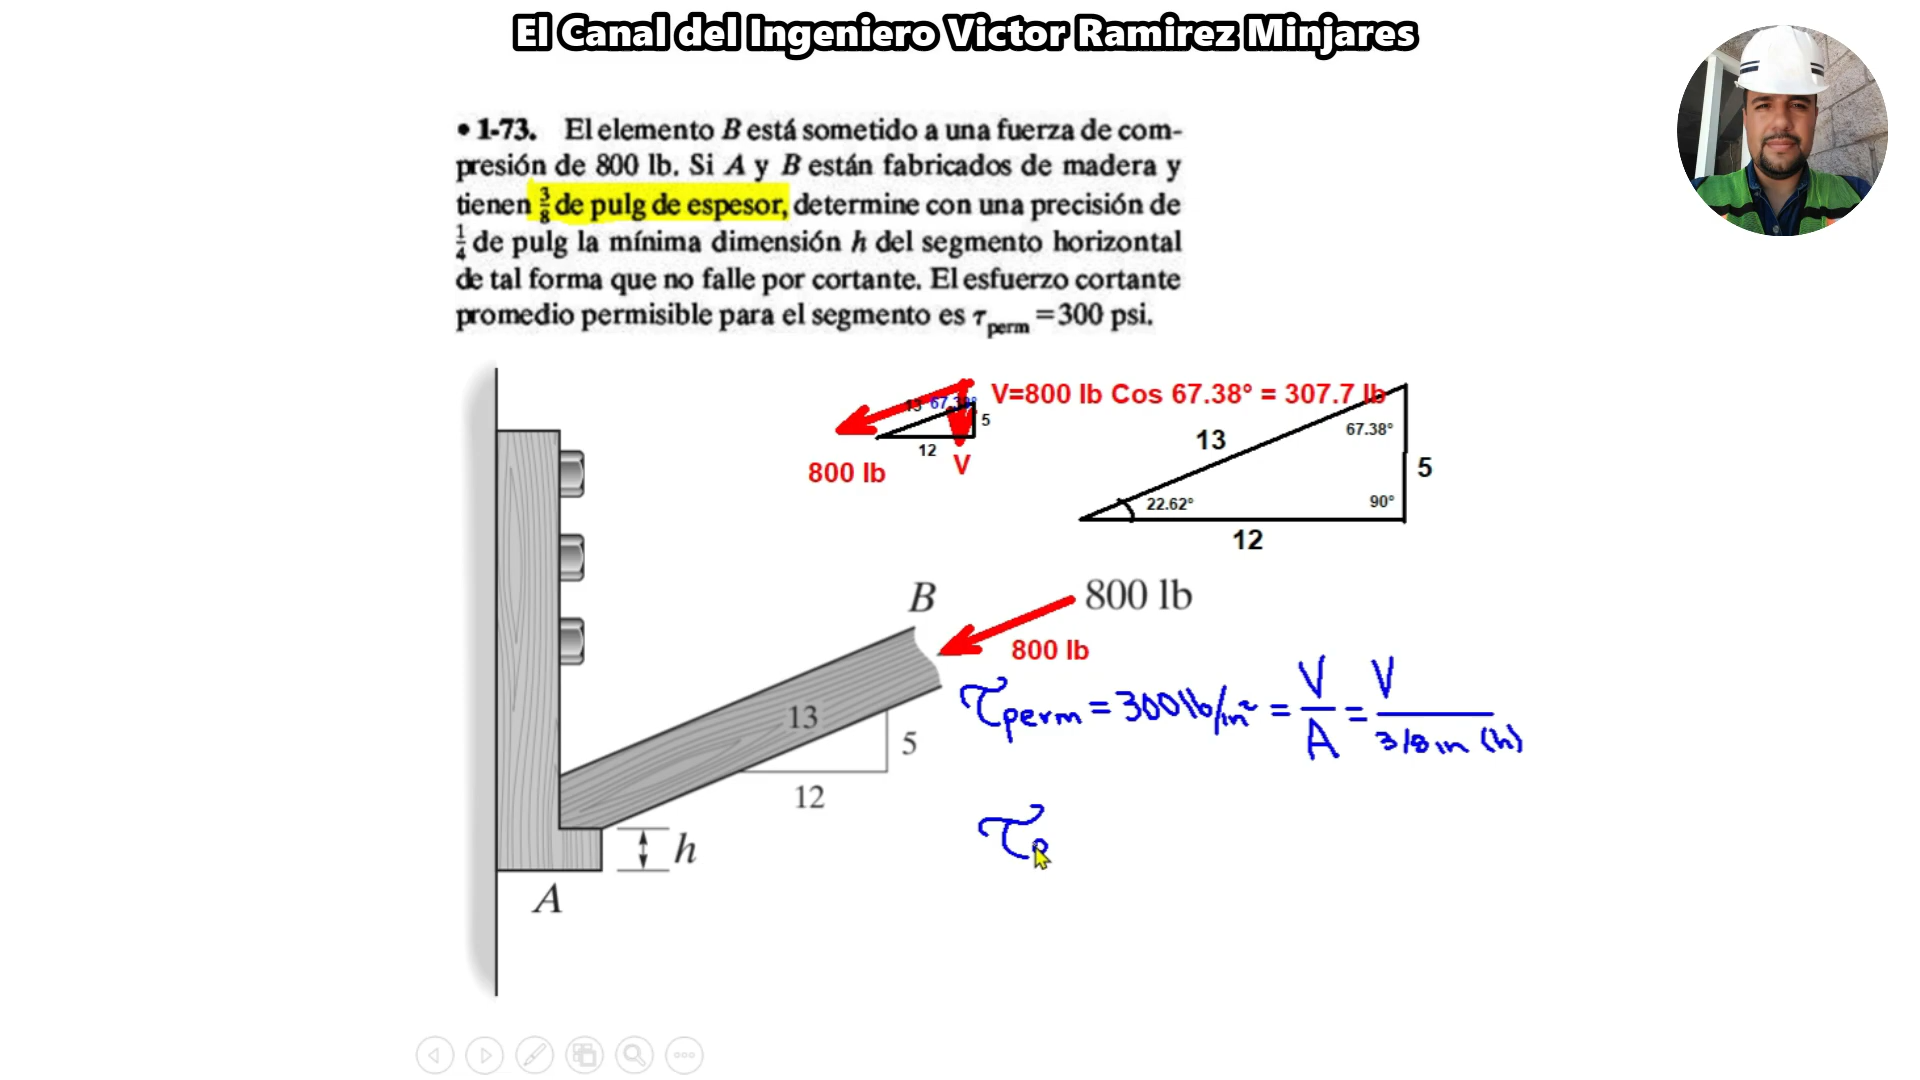 El Canal del Ingeniero Victor Ramirez Minjares
• 1-73. El elemento B está sometido a una fuerza de com-
presión de 800 lb. Si A y B están fabricados de madera y
tienen 3/8 de pulg de espesor, determine con una precisión de
1/4 de pulg la mínima dimensión h del segmento horizontal
de tal forma que no falle por cortante. El esfuerzo cortante
promedio permisible para el segmento es τperm = 300 psi.
V=800 lb Cos 67.38° = 307.7 lb
13 67.38°
5
12
800 lb
V
13
67.38°
5
22.62°
90°
12
B
800 lb
800 lb
13
5
12
τperm = 300 lb/in² = V/A = V/(3/8 in (h))
τp
h
A